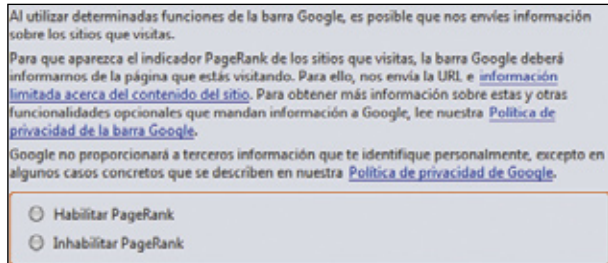 Al utilizar determinadas funciones de la barra Google, es posible que nos envíes información
sobre los sitios que visitas.
Para que aparezca el indicador PageRank de los sitios que visitas, la barra Google deberá
informarnos de la página que estás visitando. Para ello, nos envía la URL e información
limitada acerca del contenido del sitio. Para obtener más información sobre estas y otras
funcionalidades opcionales que mandan información a Google, lee nuestra Política de
privacidad de la barra Google.
Google no proporcionará a terceros información que te identifique personalmente, excepto en
algunos casos concretos que se describen en nuestra Política de privacidad de Google.
Habilitar PageRank
Inhabilitar PageRank